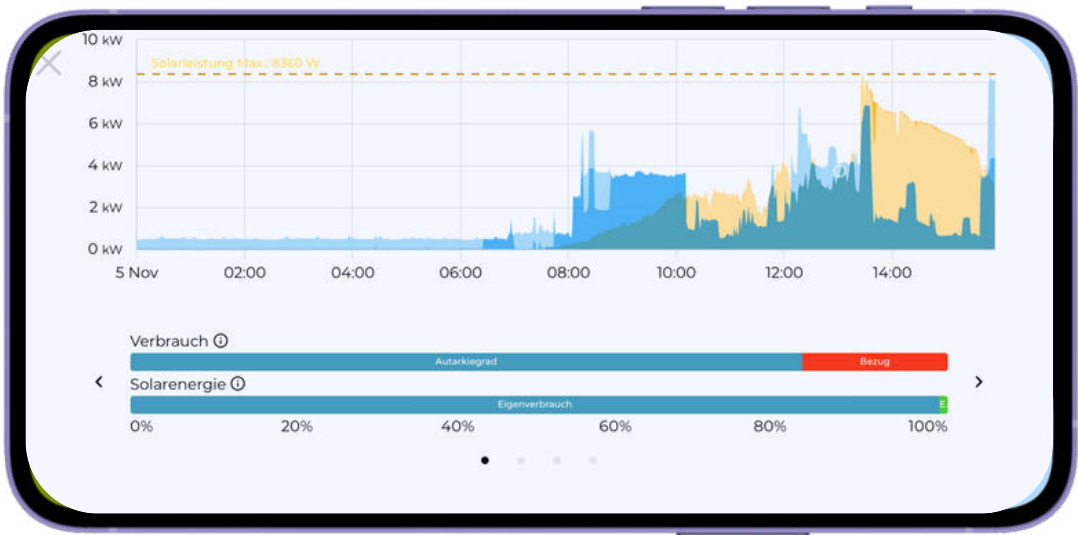 10 kW
Solarleistung Max.: 8360 W
8 kW
6 kW
4 kW
2 kW
0 kW
5 Nov 02:00 04:00 06:00 08:00 10:00 12:00 14:00
Verbrauch
Autarkiegrad Bezug
Solarenergie
Eigenverbrauch E
0% 20% 40% 60% 80% 100%